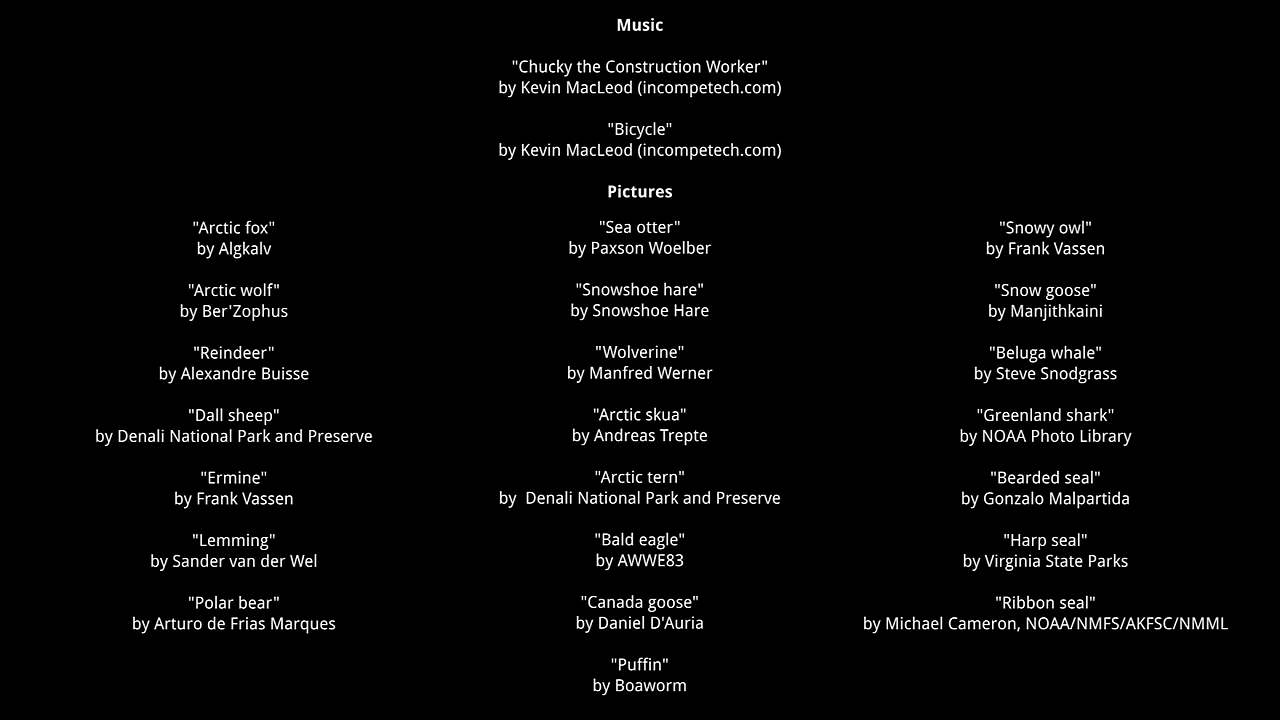 Music
"Chucky the Construction Worker"
by Kevin MacLeod (incompetech.com)
"Bicycle"
by Kevin MacLeod (incompetech.com)
Pictures
"Arctic fox"
by Algkalv
"Arctic wolf"
by Ber'Zophus
"Reindeer"
by Alexandre Buisse
"Dall sheep"
by Denali National Park and Preserve
"Ermine"
by Frank Vassen
"Lemming"
by Sander van der Wel
"Polar bear"
by Arturo de Frias Marques
"Sea otter"
by Paxson Woelber
"Snowshoe hare"
by Snowshoe Hare
"Wolverine"
by Manfred Werner
"Arctic skua"
by Andreas Trepte
"Arctic tern"
by  Denali National Park and Preserve
"Bald eagle"
by AWWE83
"Canada goose"
by Daniel D'Auria
"Puffin"
by Boaworm
"Snowy owl"
by Frank Vassen
"Snow goose"
by Manjithkaini
"Beluga whale"
by Steve Snodgrass
"Greenland shark"
by NOAA Photo Library
"Bearded seal"
by Gonzalo Malpartida
"Harp seal"
by Virginia State Parks
"Ribbon seal"
by Michael Cameron, NOAA/NMFS/AKFSC/NMML